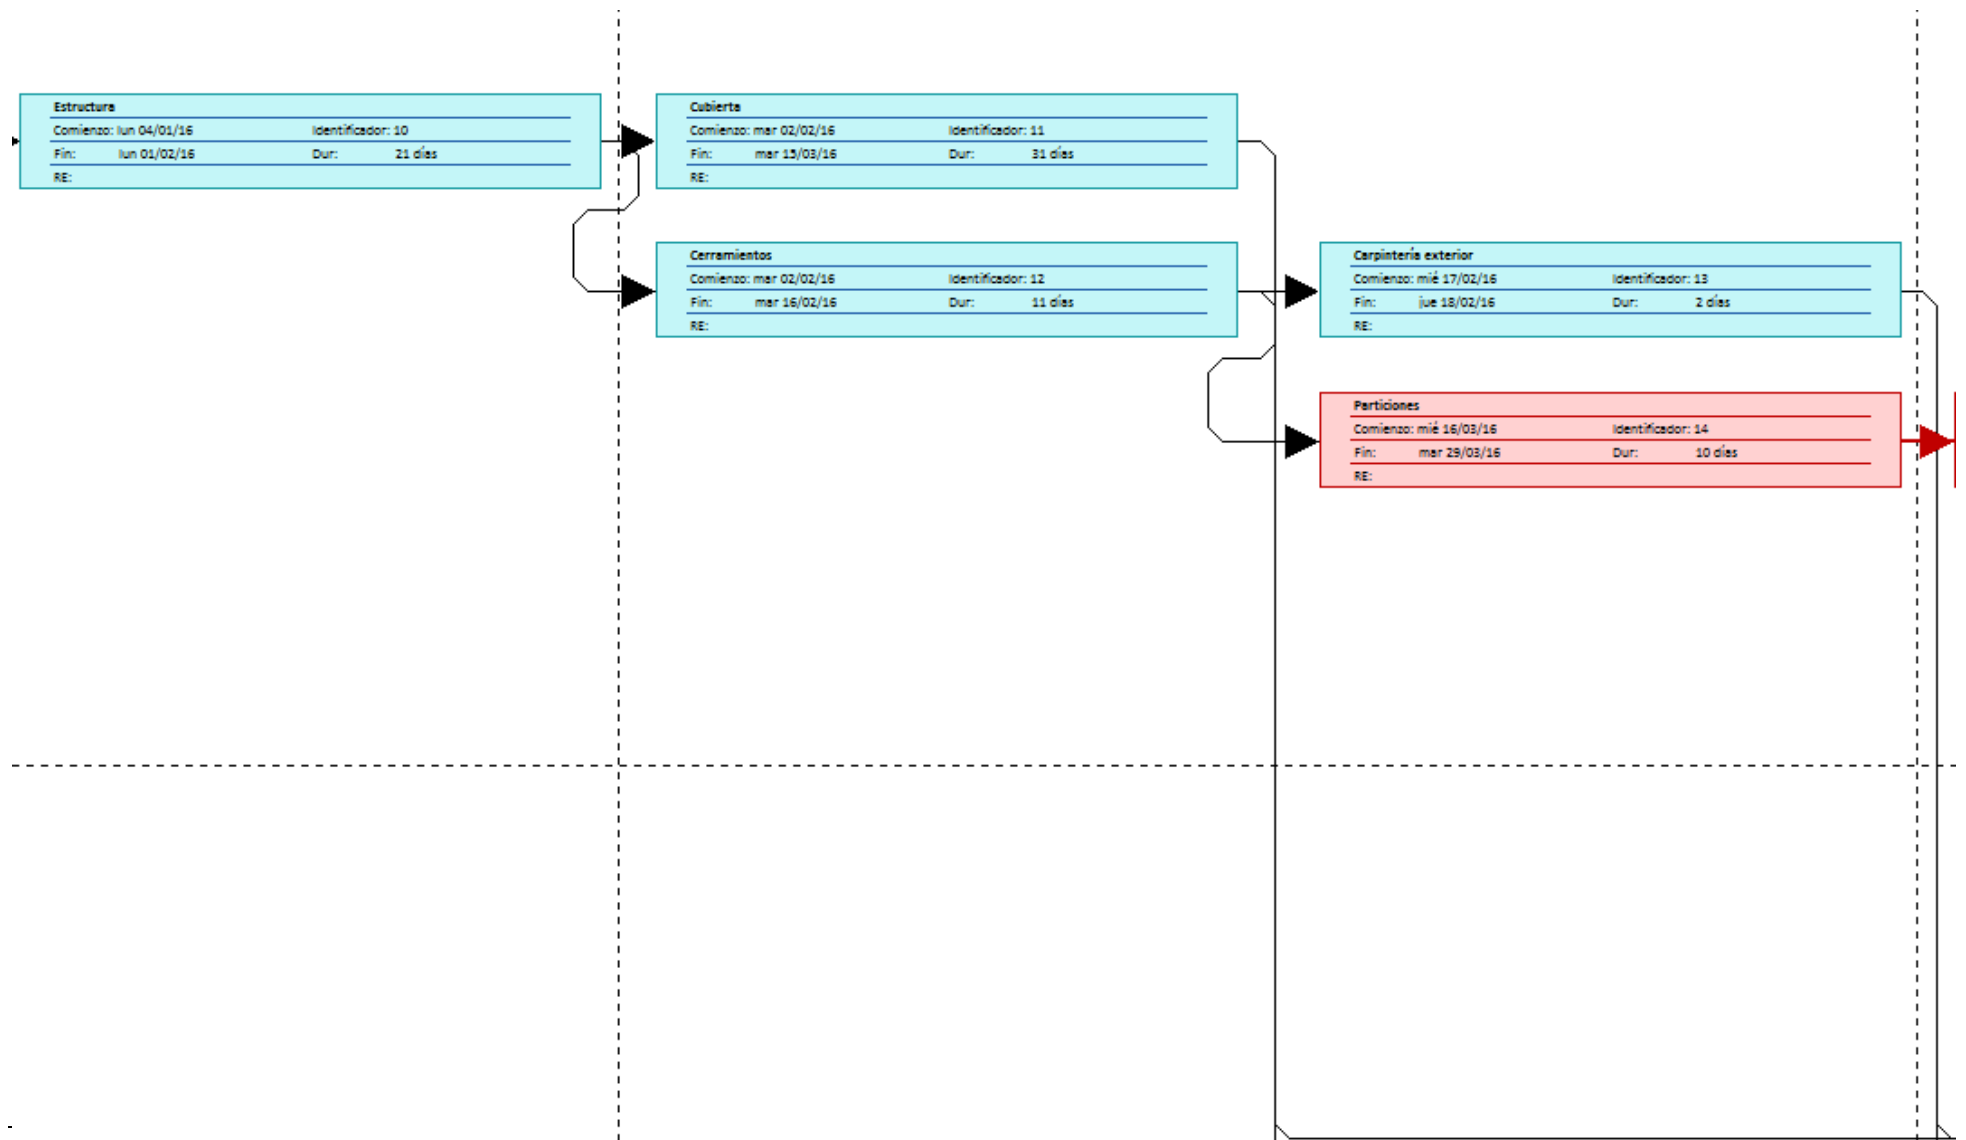 Estructura
Comienzo: lun 04/01/16 Identificador: 10
Fin: lun 01/02/16 Dur: 21 días
RE:
Cubierta
Comienzo: mar 02/02/16 Identificador: 11
Fin: mar 15/03/16 Dur: 31 días
RE:
Cerramientos
Comienzo: mar 02/02/16 Identificador: 12
Fin: mar 16/02/16 Dur: 11 días
RE:
Carpintería exterior
Comienzo: mié 17/02/16 Identificador: 13
Fin: jue 18/02/16 Dur: 2 días
RE:
Particiones
Comienzo: mié 16/03/16 Identificador: 14
Fin: mar 29/03/16 Dur: 10 días
RE: